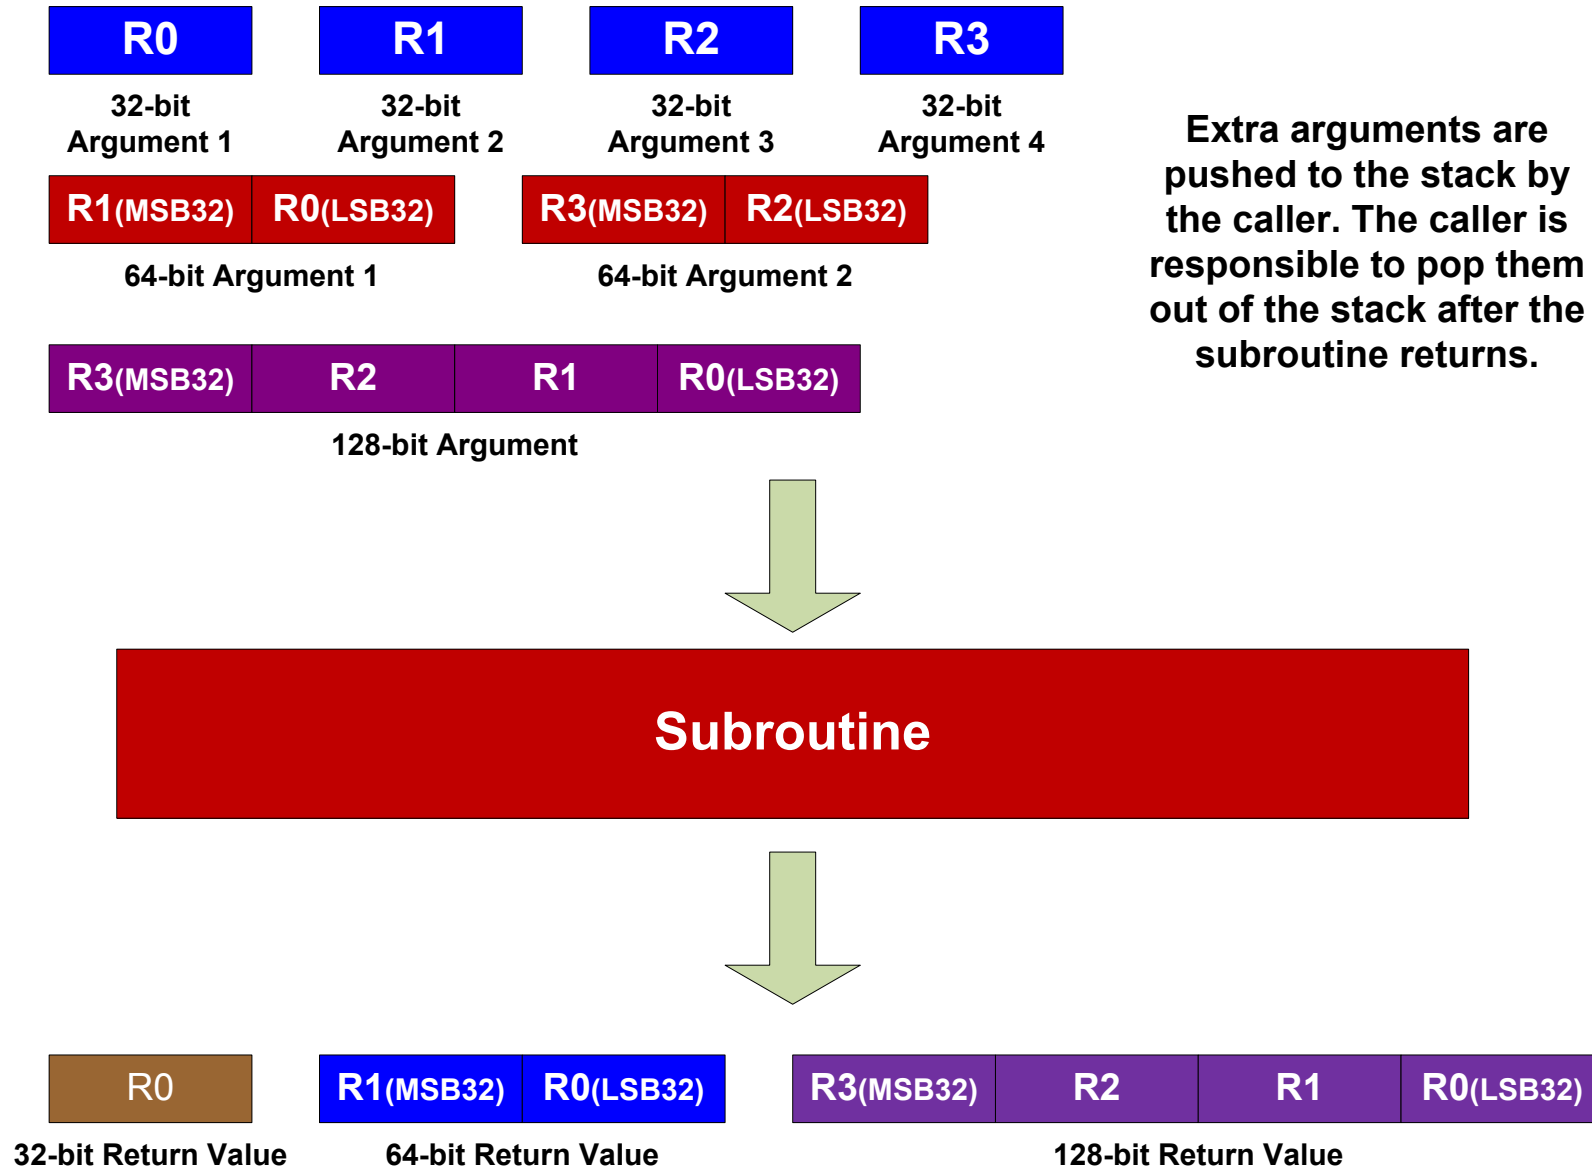 R0 R1 R2 R3
32-bit 32-bit 32-bit 32-bit
Argument 1 Argument 2 Argument 3 Argument 4
R1(MSB32) R0(LSB32) R3(MSB32) R2(LSB32)
64-bit Argument 1 64-bit Argument 2
R3(MSB32) R2 R1 R0(LSB32)
128-bit Argument
Extra arguments are
pushed to the stack by
the caller. The caller is
responsible to pop them
out of the stack after the
subroutine returns.
Subroutine
R0 R1(MSB32) R0(LSB32) R3(MSB32) R2 R1 R0(LSB32)
32-bit Return Value 64-bit Return Value 128-bit Return Value